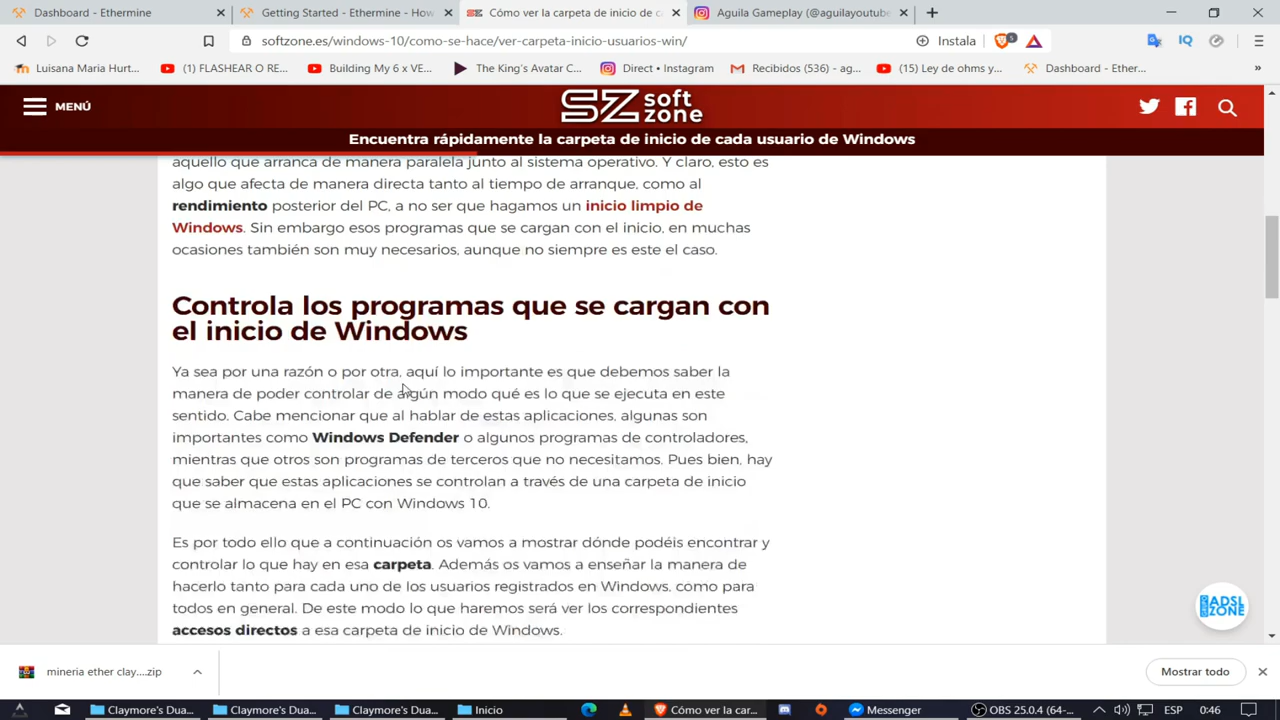 Dashboard - Ethermine
Getting Started - Ethermine - How
Cómo ver la carpeta de inicio de c
Aguila Gameplay (@aguilayoutube
softzone.es/windows-10/como-se-hace/ver-carpeta-inicio-usuarios-win/
Instala
5
IQ
Luisana Maria Hurt...
(1) FLASHEAR O RE...
Building My 6 x VE...
The King's Avatar C...
Direct • Instagram
Recibidos (536) - ag...
(15) Ley de ohms y...
Dashboard - Ether...
»
MENÚ
SZ soft zone
Encuentra rápidamente la carpeta de inicio de cada usuario de Windows
aquello que arranca de manera paralela junto al sistema operativo. Y claro, esto es
algo que afecta de manera directa tanto al tiempo de arranque, como al
rendimiento posterior del PC, a no ser que hagamos un inicio limpio de
Windows. Sin embargo esos programas que se cargan con el inicio, en muchas
ocasiones también son muy necesarios, aunque no siempre es este el caso.
Controla los programas que se cargan con
el inicio de Windows
Ya sea por una razón o por otra, aquí lo importante es que debemos saber la
manera de poder controlar de algún modo qué es lo que se ejecuta en este
sentido. Cabe mencionar que al hablar de estas aplicaciones, algunas son
importantes como Windows Defender o algunos programas de controladores,
mientras que otros son programas de terceros que no necesitamos. Pues bien, hay
que saber que estas aplicaciones se controlan a través de una carpeta de inicio
que se almacena en el PC con Windows 10.
Es por todo ello que a continuación os vamos a mostrar dónde podéis encontrar y
controlar lo que hay en esa carpeta. Además os vamos a enseñar la manera de
hacerlo tanto para cada uno de los usuarios registrados en Windows, como para
todos en general. De este modo lo que haremos será ver los correspondientes
accesos directos a esa carpeta de inicio de Windows.
ADSL
ZONE
mineria ether clay....zip
Mostrar todo
Claymore's Dua...
Claymore's Dua...
Claymore's Dua...
Inicio
Cómo ver la car...
Messenger
OBS 25.0.4 (64-...
ESP
0:46